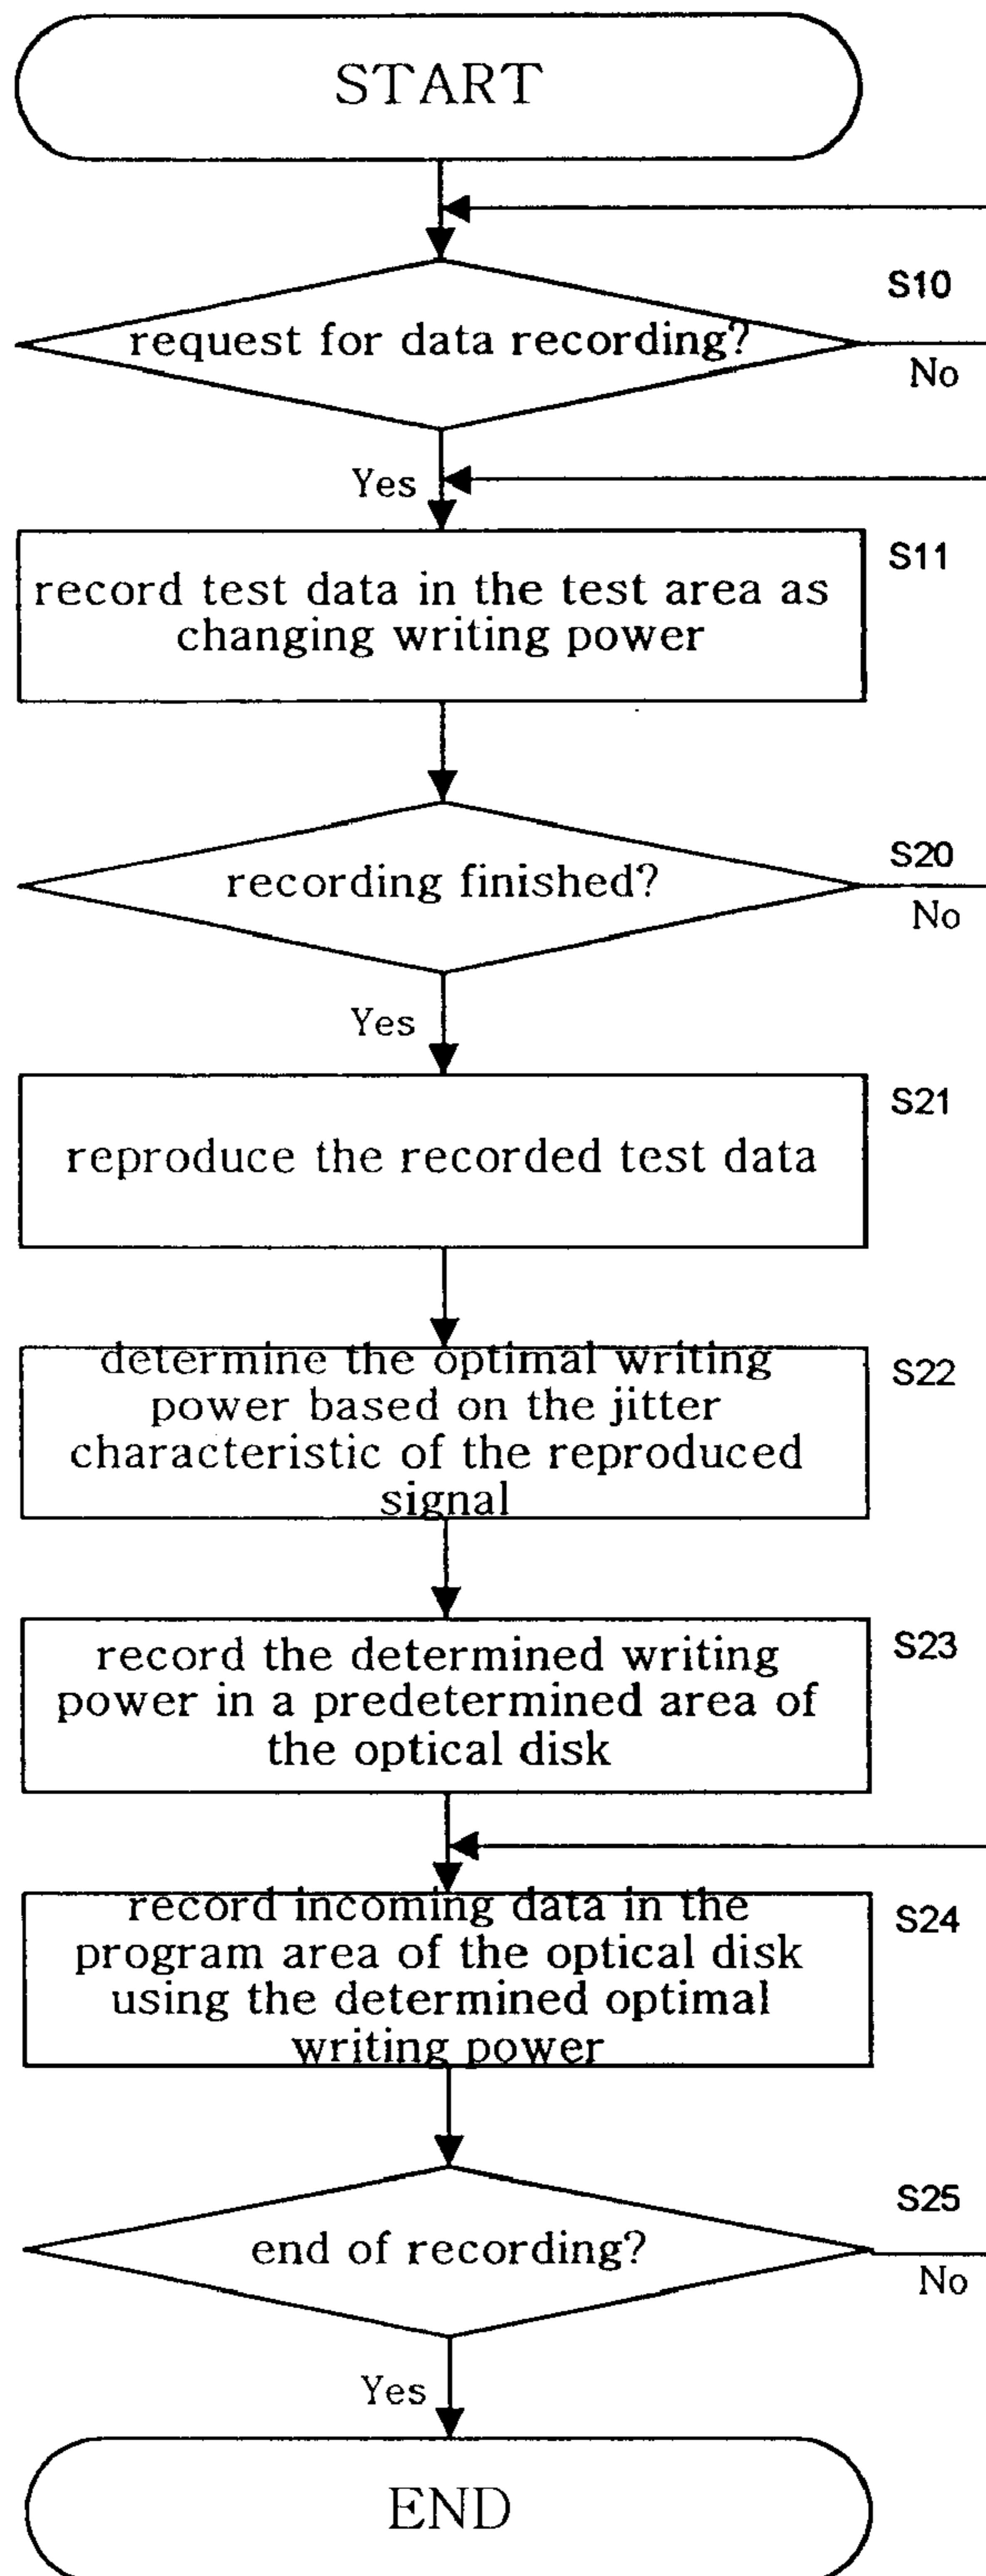 START
request for data recording?
S10
No
Yes
S11
record test data in the test area as
changing writing power
S20
recording finished?
No
Yes
S21
reproduce the recorded test data
S22
determine the optimal writing
power based on the jitter
characteristic of the reproduced
signal
S23
record the determined writing
power in a predetermined area of
the optical disk
S24
record incoming data in the
program area of the optical disk
using the determined optimal
writing power
S25
end of recording?
No
Yes
END